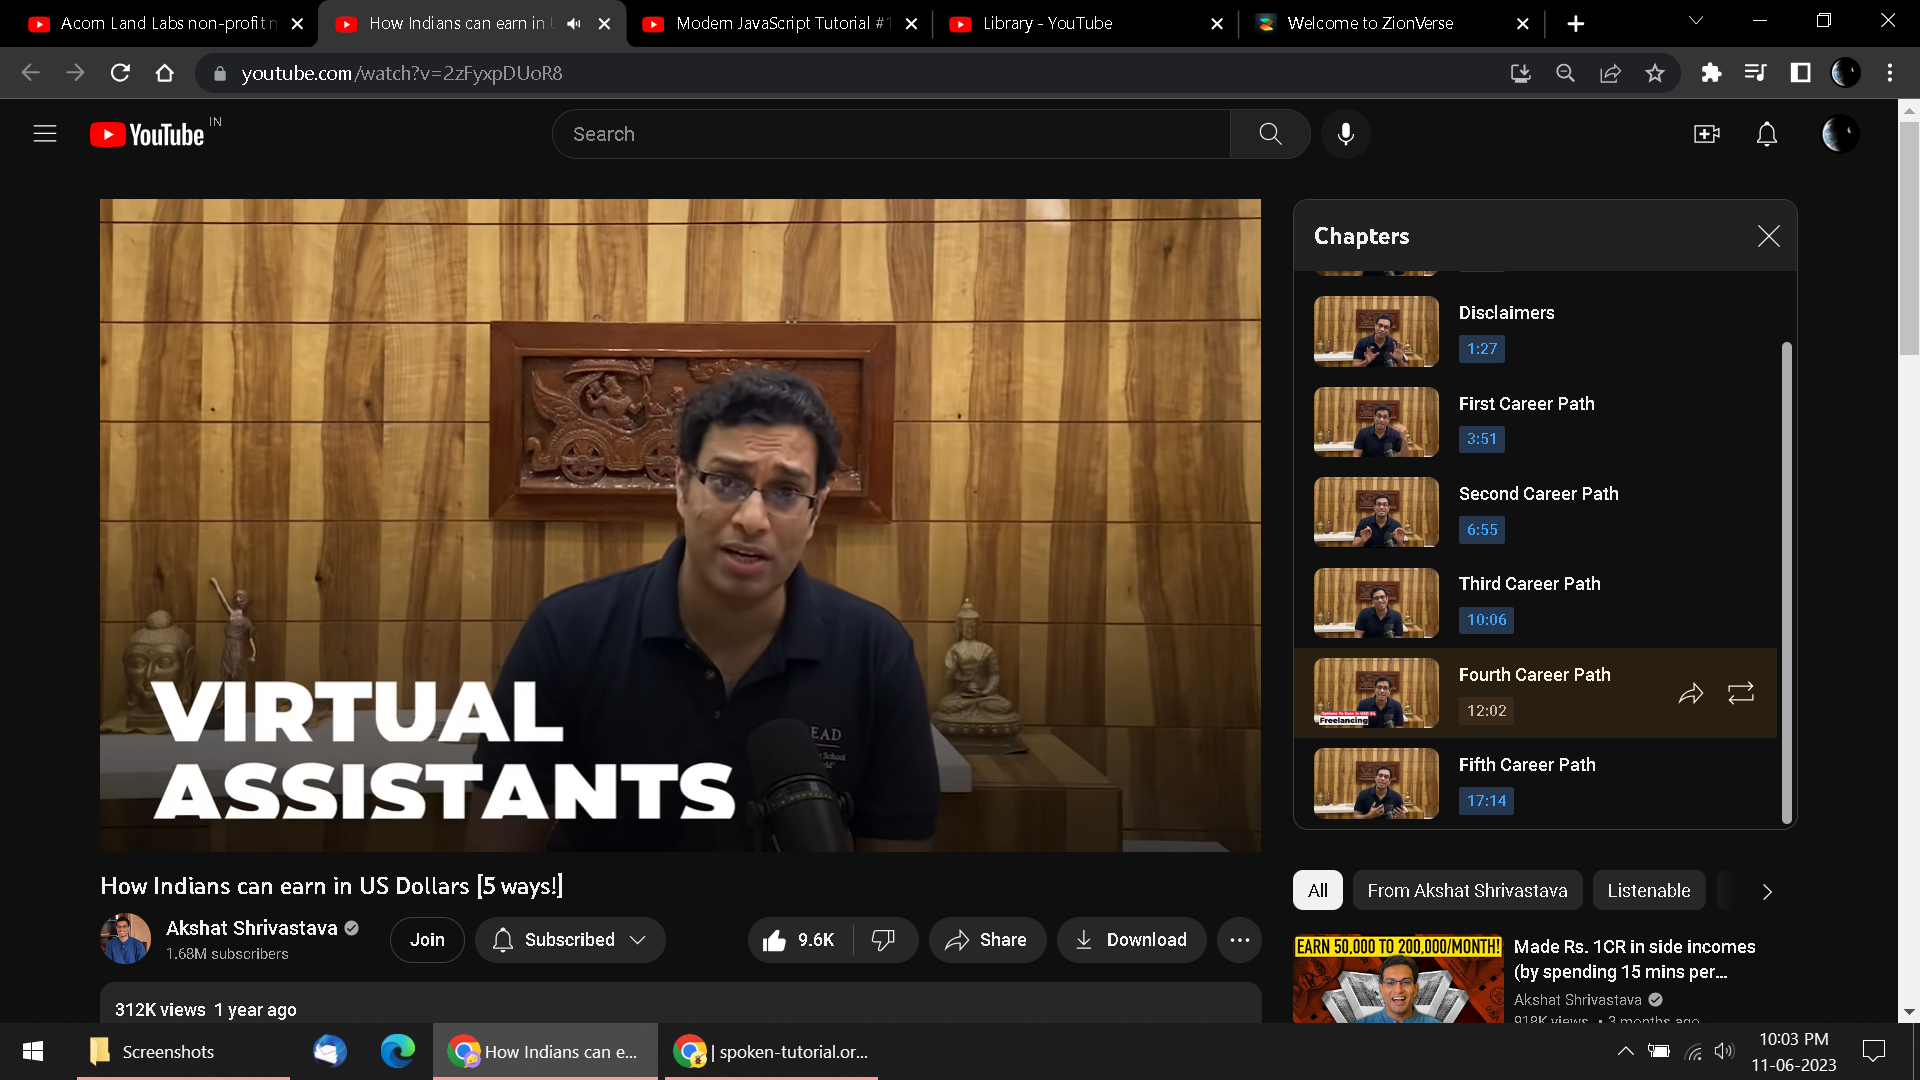 Acorn Land Labs non-profit
How Indians can earn in
Modern JavaScript Tutorial #1
Library - YouTube
Welcome to ZionVerse
youtube.com/watch?v=2zFyxpDUoR8
YouTube IN
Search
Chapters
Disclaimers
1:27
First Career Path
3:51
Second Career Path
6:55
Third Career Path
10:06
Fourth Career Path
12:02
Freelancing
Fifth Career Path
17:14
EAD
VIRTUAL
ASSISTANTS
How Indians can earn in US Dollars [5 ways!]
Akshat Shrivastava
1.68M subscribers
Join
Subscribed
9.6K
Share
Download
312K views 1 year ago
All
From Akshat Shrivastava
Listenable
EARN 50,000 TO 200,000/MONTH!
Made Rs. 1CR in side incomes
(by spending 15 mins per...
Akshat Shrivastava
918K views • 3 months ago
Screenshots
How Indians can e...
| spoken-tutorial.or...
10:03 PM
11-06-2023